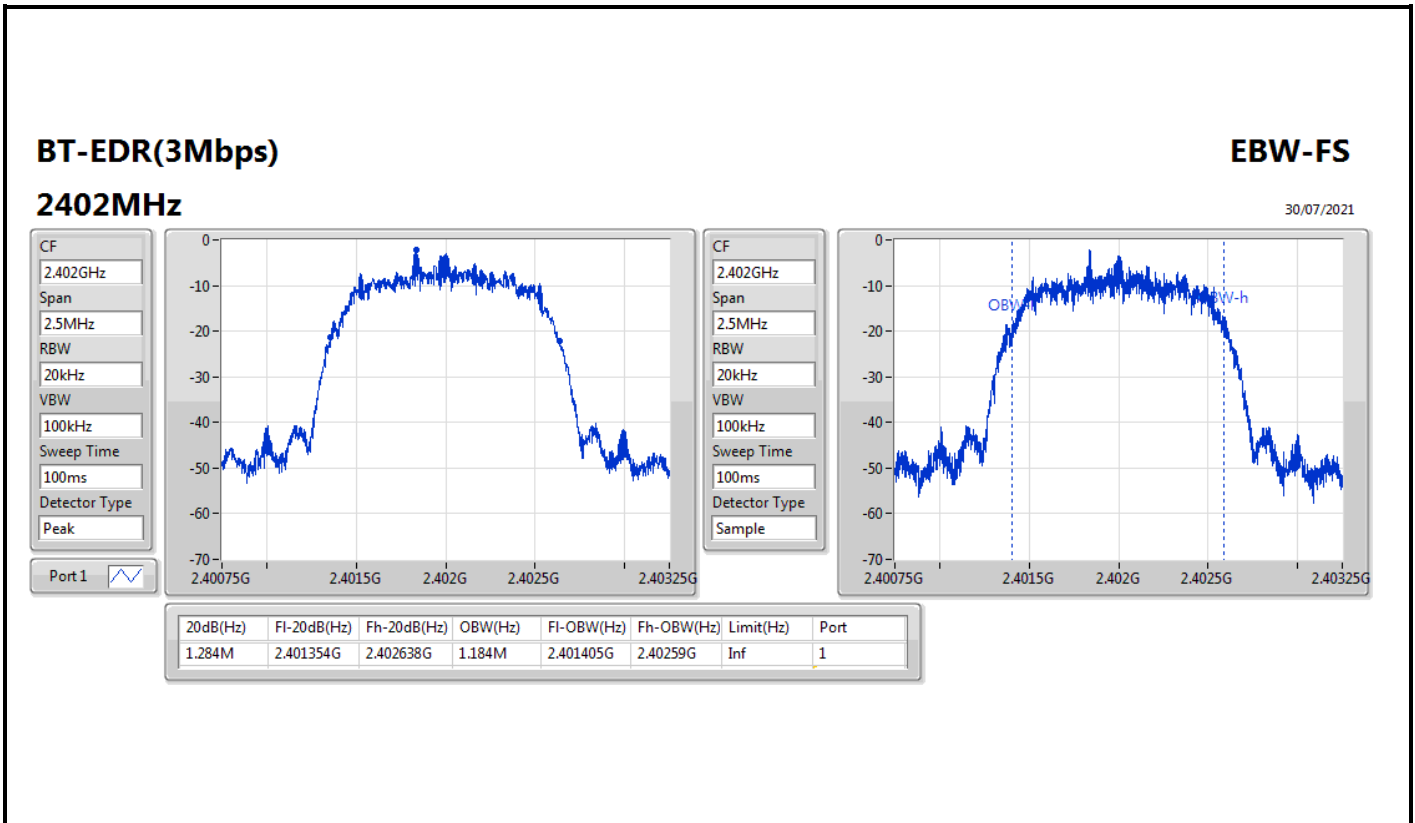 BT-EDR(3Mbps)
EBW-FS
2402MHz
30/07/2021
CF
2.402GHz
Span
2.5MHz
RBW
20kHz
VBW
100kHz
Sweep Time
100ms
Detector Type
Peak
Port 1
0
-10
-20
-30
-40
-50
-60
-70
2.40075G 2.4015G 2.402G 2.4025G 2.40325G
CF
2.402GHz
Span
2.5MHz
RBW
20kHz
VBW
100kHz
Sweep Time
100ms
Detector Type
Sample
0
-10
-20
-30
-40
-50
-60
-70
2.40075G 2.4015G 2.402G 2.4025G 2.40325G
20dB(Hz) Fl-20dB(Hz) Fh-20dB(Hz) OBW(Hz) Fl-OBW(Hz) Fh-OBW(Hz) Limit(Hz) Port
1.284M 2.401354G 2.402638G 1.184M 2.401405G 2.40259G Inf 1